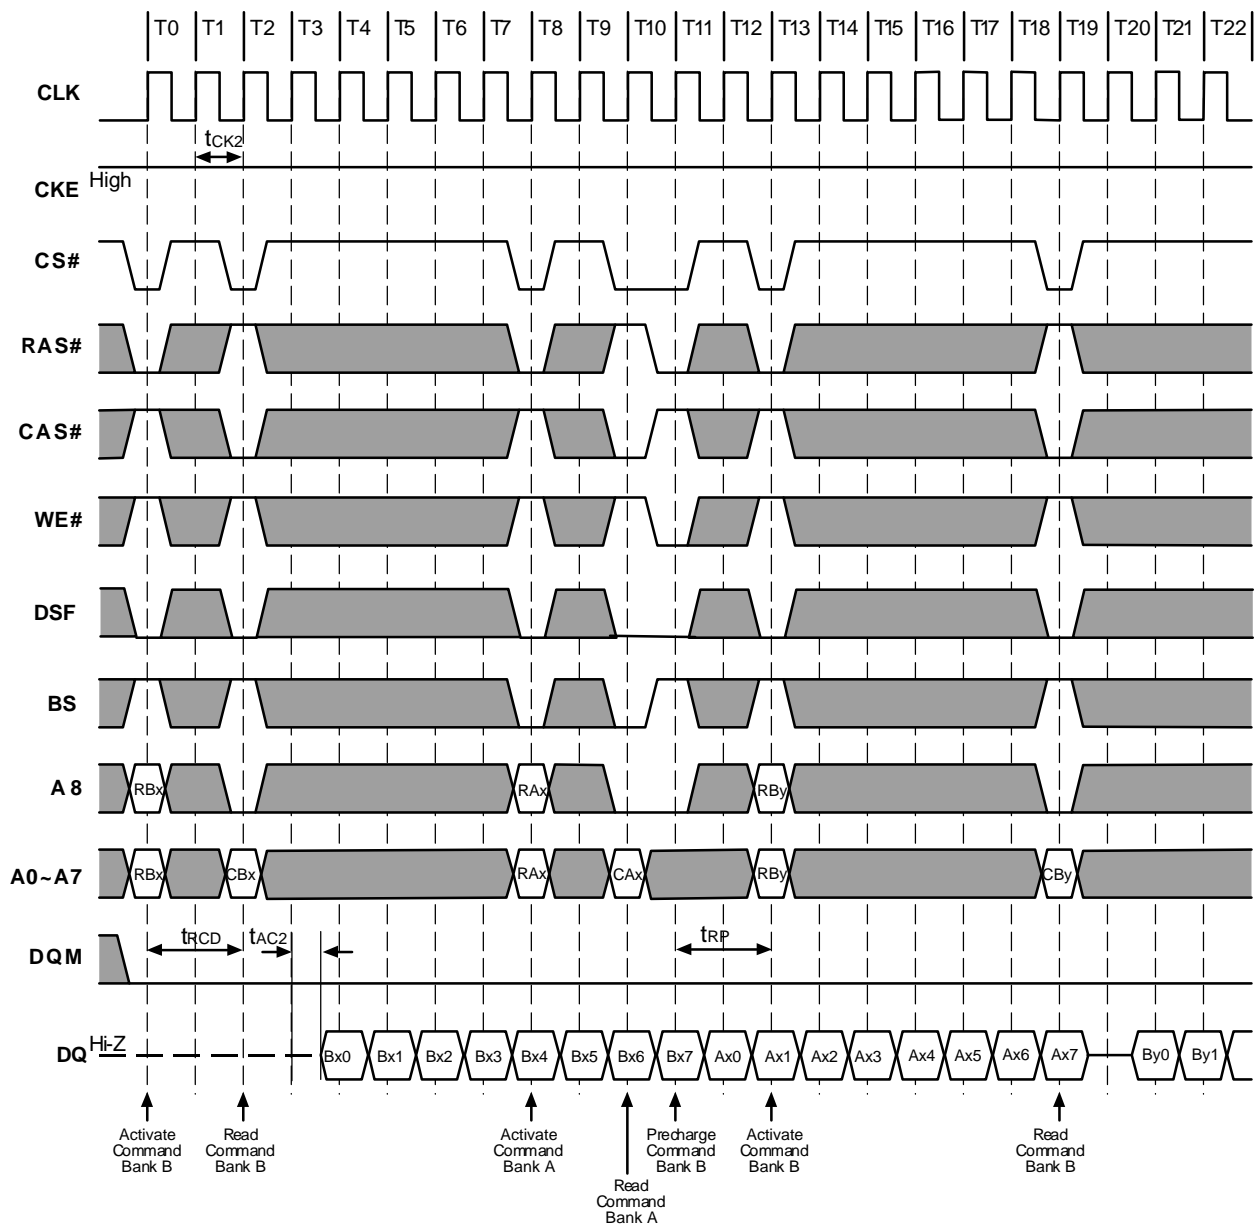 T0 T1 T2 T3 T4 T5 T6 T7 T8 T9 T10 T11 T12 T13 T14 T15 T16 T17 T18 T19 T20 T21 T22
CLK
tCK2
High
CKE
CS#
RAS#
CAS#
WE#
DSF
BS
A8
RBx RAx RBy
A0~A7
RBx CBx RAx CAx RBy CBy
tRCD tAC2 tRP
DQM
Hi-Z
DQ
Bx0 Bx1 Bx2 Bx3 Bx4 Bx5 Bx6 Bx7 Ax0 Ax1 Ax2 Ax3 Ax4 Ax5 Ax6 Ax7 By0 By1
Activate
Command
Bank B
Read
Command
Bank B
Activate
Command
Bank A
Read
Command
Bank A
Precharge
Command
Bank B
Activate
Command
Bank B
Read
Command
Bank B